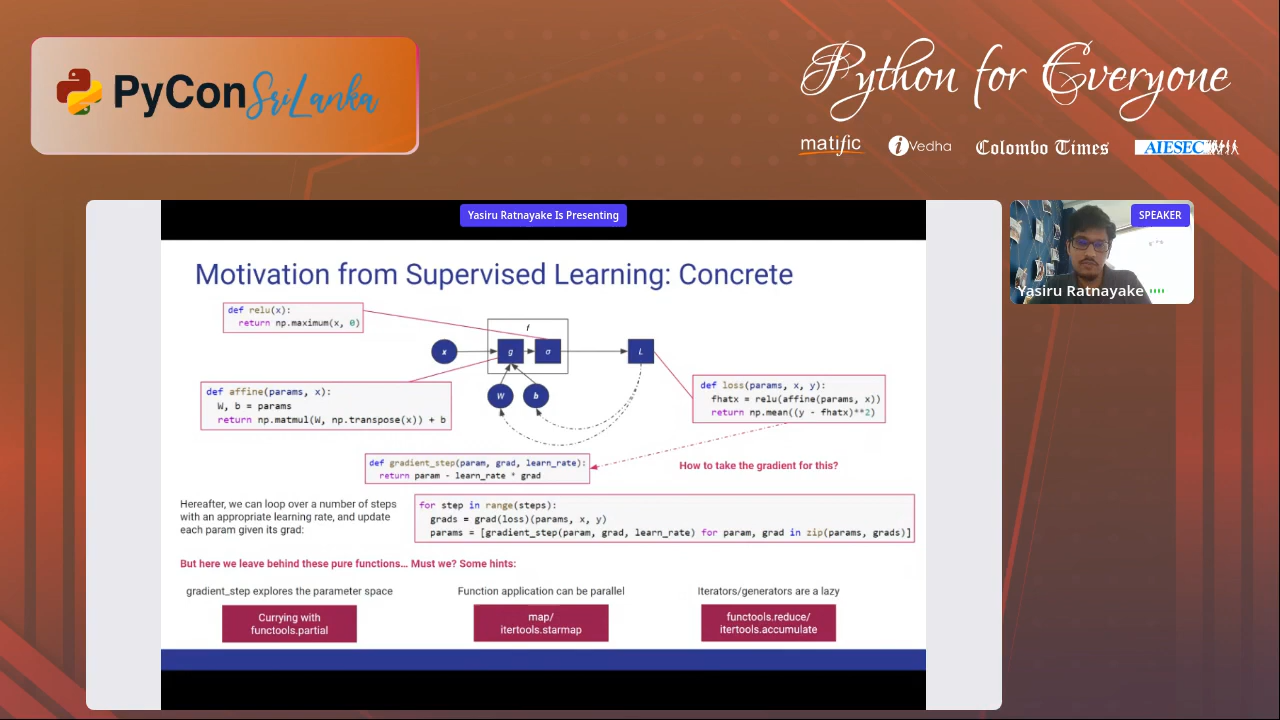 PyCon Sri Lanka
Python for Everyone
matific
iVedha
Colombo Times
AIESEC
Yasiru Ratnayake Is Presenting
SPEAKER
Yasiru Ratnayake
Motivation from Supervised Learning: Concrete
def relu(x):
return np.maximum(x, 0)
f
x
g
σ
L
W
b
def affine(params, x):
W, b = params
return np.matmul(W, np.transpose(x)) + b
def loss(params, x, y):
fhatx = relu(affine(params, x))
return np.mean((y - fhatx)**2)
def gradient_step(param, grad, learn_rate):
return param - learn_rate * grad
How to take the gradient for this?
Hereafter, we can loop over a number of steps
with an appropriate learning rate, and update
each param given its grad:
for step in range(steps):
grads = grad(loss)(params, x, y)
params = [gradient_step(param, grad, learn_rate) for param, grad in zip(params, grads)]
But here we leave behind these pure functions... Must we? Some hints:
gradient_step explores the parameter space
Currying with
functools.partial
Function application can be parallel
map/
itertools.starmap
Iterators/generators are a lazy
functools.reduce/
itertools.accumulate